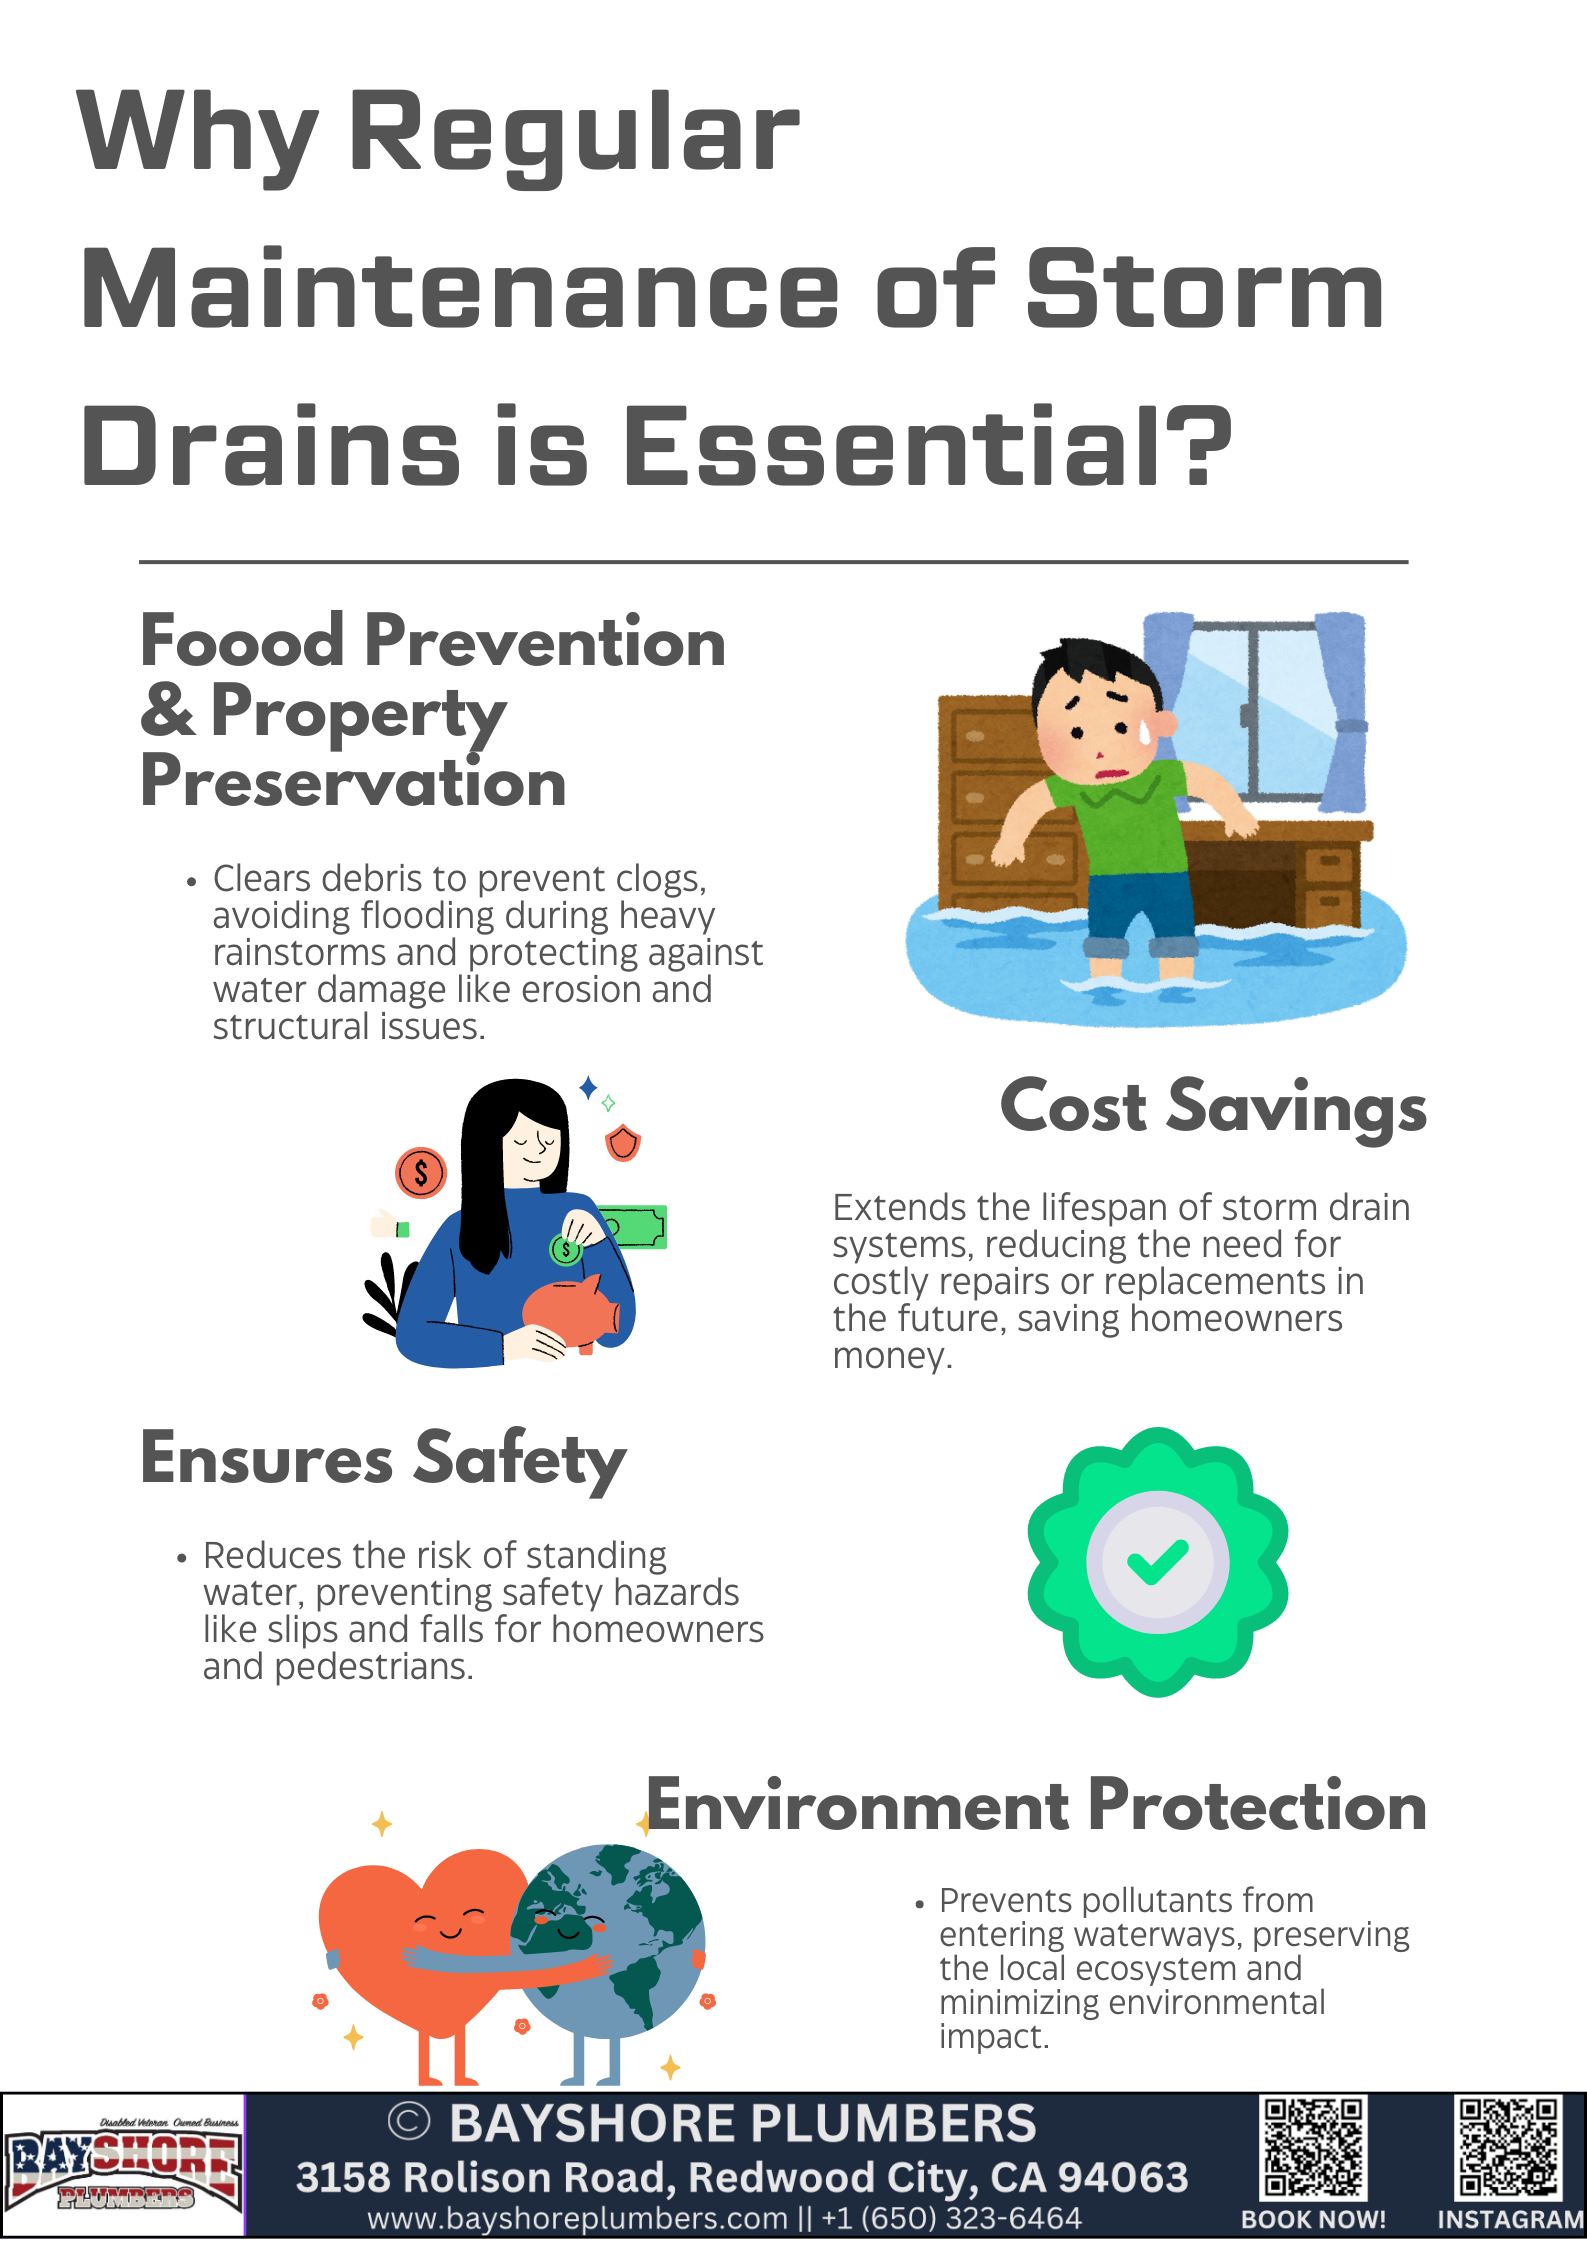 Why Regular
Maintenance of Storm
Drains is Essential?
Foood Prevention
& Property
Preservation
• Clears debris to prevent clogs,
avoiding flooding during heavy
rainstorms and protecting against
water damage like erosion and
structural issues.
$
$
Cost Savings
Extends the lifespan of storm drain
systems, reducing the need for
costly repairs or replacements in
the future, saving homeowners
money.
Ensures Safety
• Reduces the risk of standing
water, preventing safety hazards
like slips and falls for homeowners
and pedestrians.
Environment Protection
• Prevents pollutants from
entering waterways, preserving
the local ecosystem and
minimizing environmental
impact.
Disabled Veteran Owned Business
BAYSHORE
PLUMBERS
© BAYSHORE PLUMBERS
3158 Rolison Road, Redwood City, CA 94063
www.bayshoreplumbers.com || +1 (650) 323-6464
BOOK NOW!
INSTAGRAM